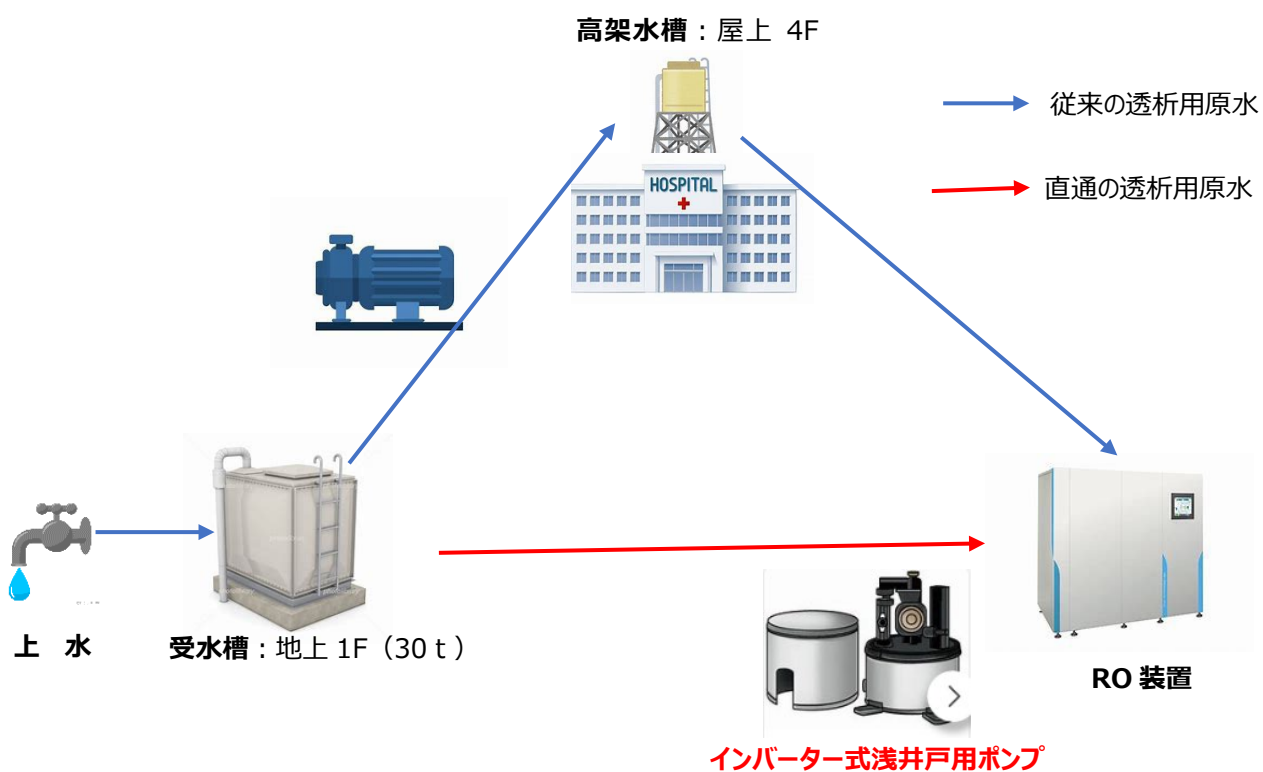 高架水槽：屋上 4F
従来の透析用原水
直通の透析用原水
HOSPITAL
上 水
受水槽：地上 1F（30ｔ）
RO 装置
インバーター式浅井戸用ポンプ